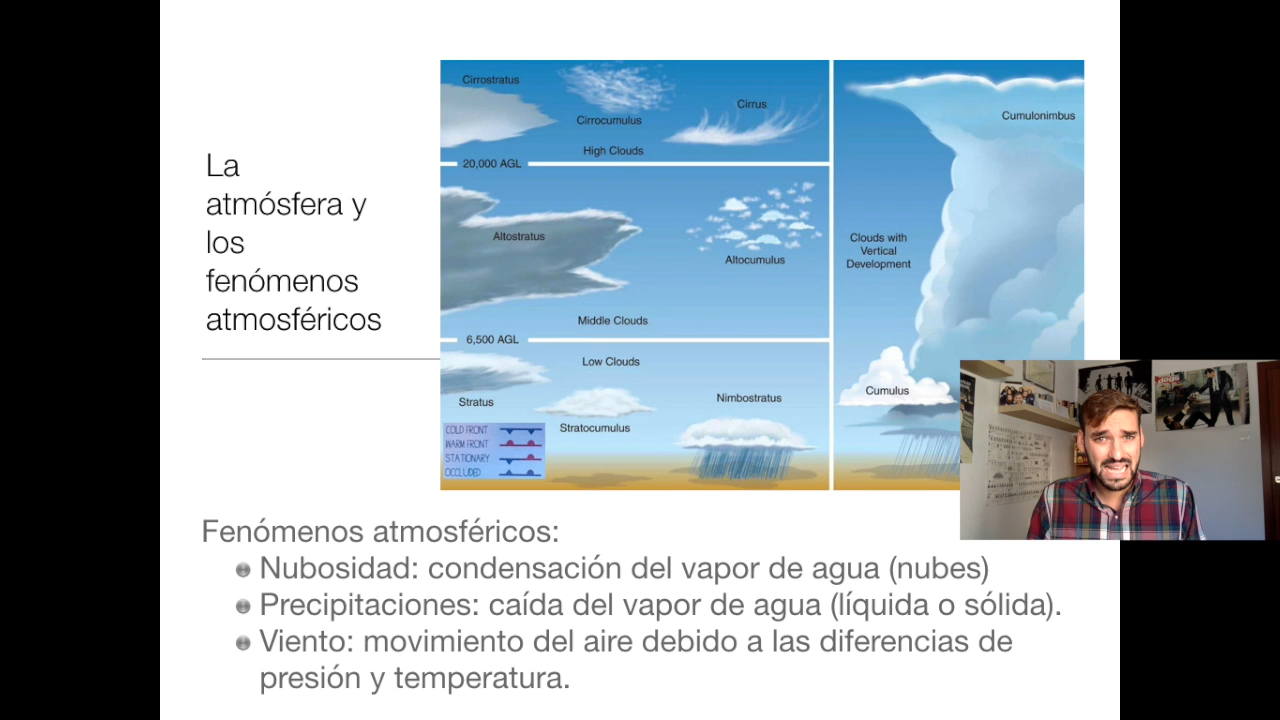 La
atmósfera y
los
fenómenos
atmosféricos
Cirrostratus
Cirrocumulus
Cirrus
High Clouds
20,000 AGL
Altostratus
Altocumulus
Middle Clouds
6,500 AGL
Low Clouds
Stratus
Stratocumulus
Nimbostratus
COLD FRONT
WARM FRONT
STATIONARY
OCCLUDED
Cumulonimbus
Clouds with
Vertical
Development
Cumulus
dogs
Fenómenos atmosféricos:
Nubosidad: condensación del vapor de agua (nubes)
Precipitaciones: caída del vapor de agua (líquida o sólida).
Viento: movimiento del aire debido a las diferencias de
presión y temperatura.